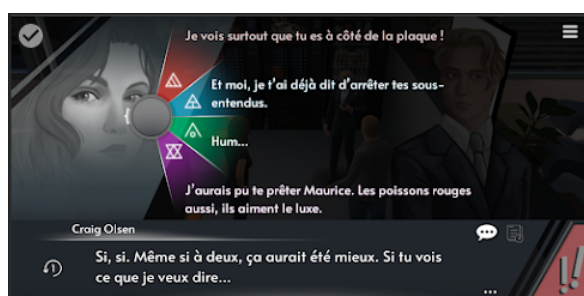 Je vois surtout que tu es à côté de la plaque !
Et moi, je t'ai déjà dit d'arrêter tes sous-
entendus.
Hum...
J'aurais pu te prêter Maurice. Les poissons rouges
aussi, ils aiment le luxe.
Craig Olsen
Si, si. Même si à deux, ça aurait été mieux. Si tu vois
ce que je veux dire...
1
...
!!